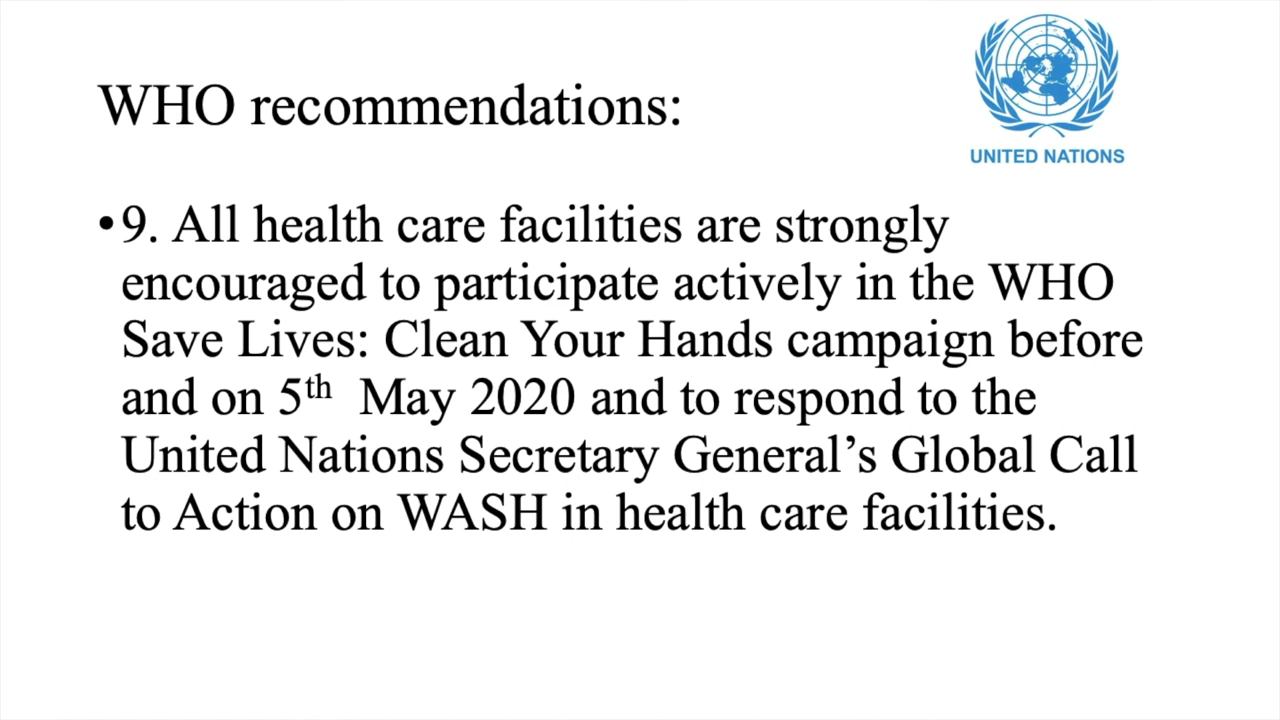 UNITED NATIONS
WHO recommendations:
•9. All health care facilities are strongly
encouraged to participate actively in the WHO
Save Lives: Clean Your Hands campaign before
and on 5th May 2020 and to respond to the
United Nations Secretary General’s Global Call
to Action on WASH in health care facilities.